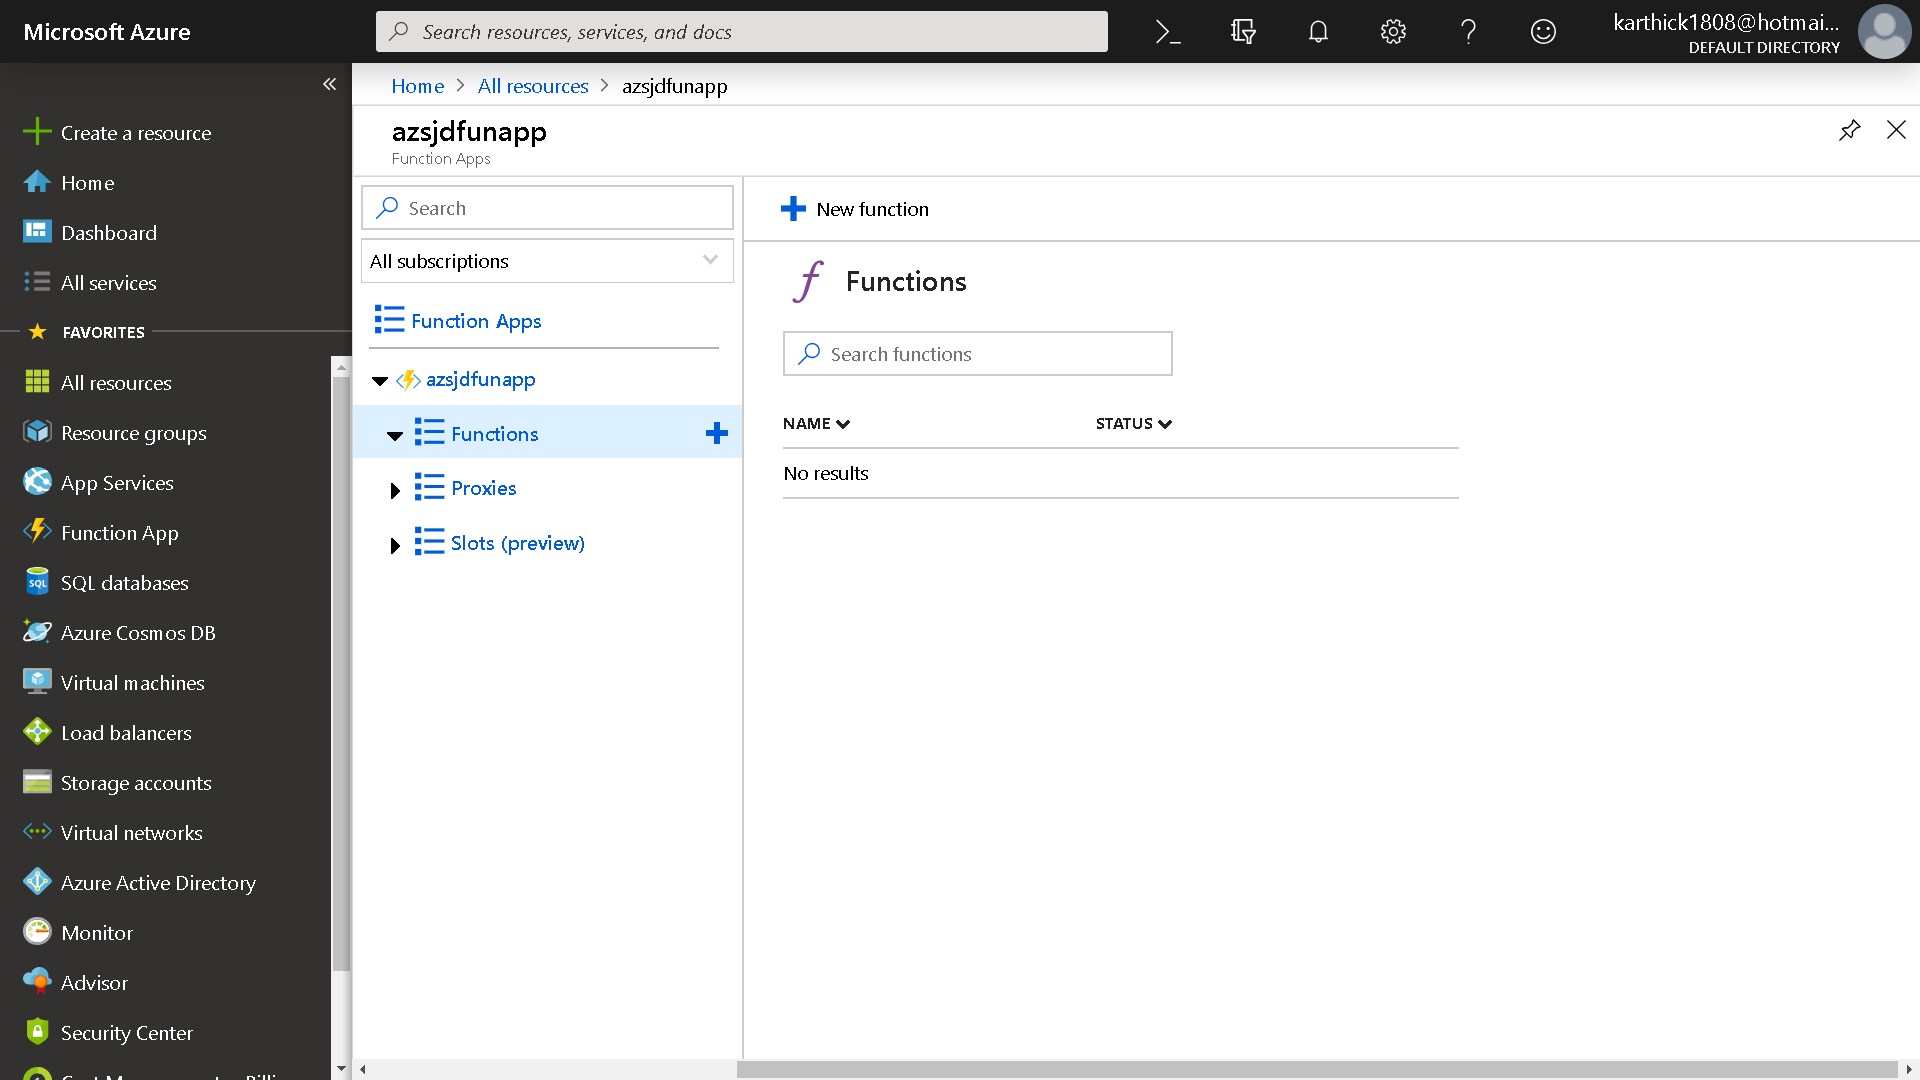 Microsoft Azure
Search resources, services, and docs
karthick1808@hotmai...
DEFAULT DIRECTORY
Home > All resources > azsjdfunapp
azsjdfunapp
Function Apps
Create a resource
Home
Dashboard
All services
FAVORITES
All resources
Resource groups
App Services
Function App
SQL databases
Azure Cosmos DB
Virtual machines
Load balancers
Storage accounts
Virtual networks
Azure Active Directory
Monitor
Advisor
Security Center
Search
All subscriptions
Function Apps
azsjdfunapp
Functions
Proxies
Slots (preview)
New function
Functions
Search functions
NAME STATUS
No results